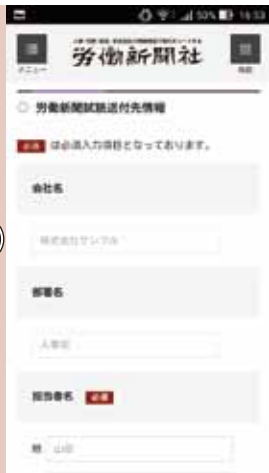 50% 16:53
労働新聞社
メニュー
○ 労働新聞試読送付先情報
必須 は必須入力項目となっております。
会社名
株式会社サンプル
部署名
人事部
担当者名 必須
姓 山田